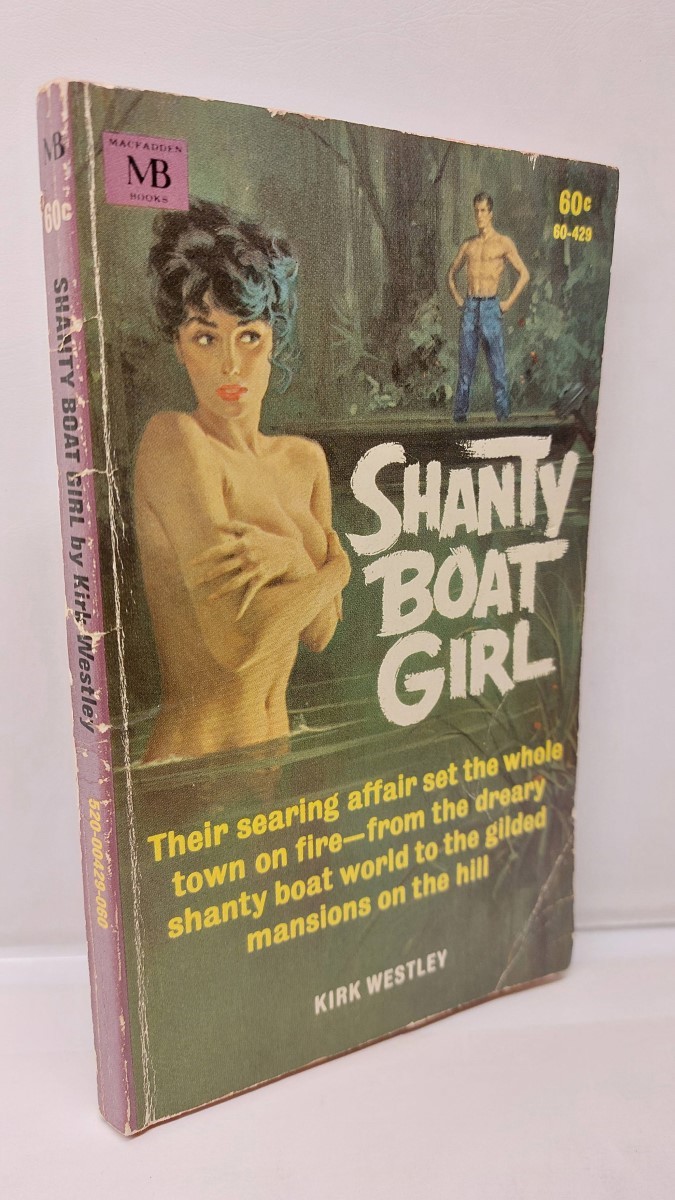 MB
60c
SHANTY BOAT GIRL by Kirk Westley
520-00429-060
MACFADDEN
MB
BOOKS
60c
60-429
SHANTY
BOAT
GIRL
Their searing affair set the whole
town on fire—from the dreary
shanty boat world to the gilded
mansions on the hill
KIRK WESTLEY